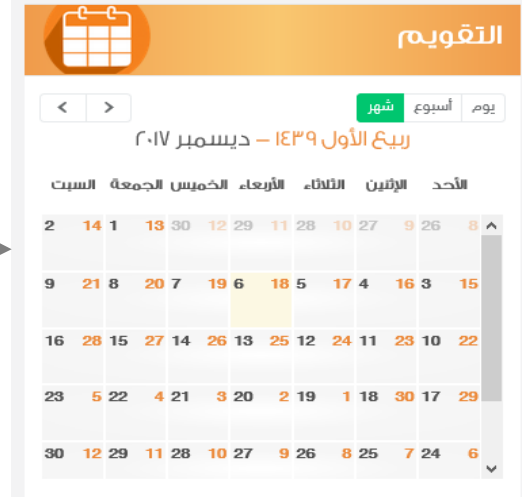 التقويم
يوم أسبوع شهر
ربيع الأول ١٤٣٩ – ديسمبر ٢٠١٧
الأحد الإثنين الثلاثاء الأربعاء الخميس الجمعة السبت
8 26 9 27 10 28 11 29 12 30 13 1 14 2
15 3 16 4 17 5 18 6 19 7 20 8 21 9
22 10 23 11 24 12 25 13 26 14 27 15 28 16
29 17 30 18 1 19 2 20 3 21 4 22 5 23
6 24 7 25 8 26 9 27 10 28 11 29 12 30